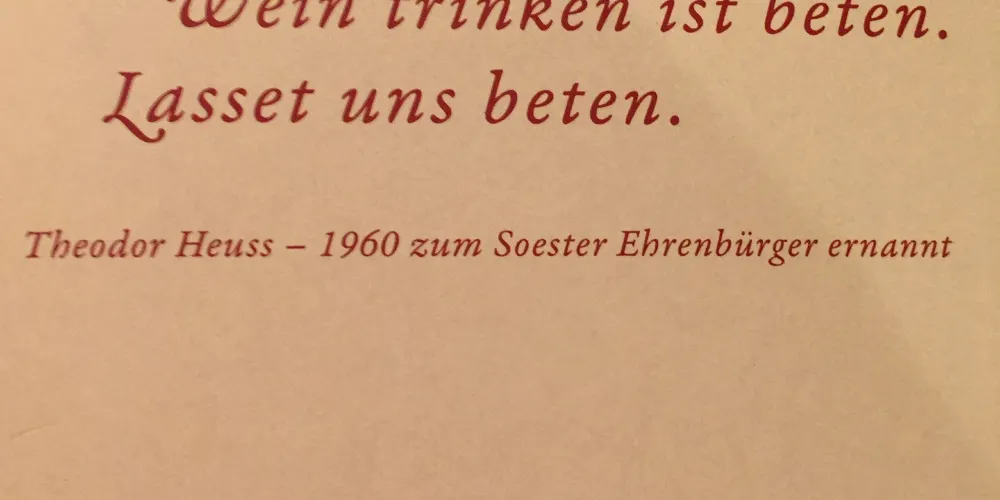 Wein trinken ist beten.
Lasset uns beten.
Theodor Heuss – 1960 zum Soester Ehrenbürger ernannt